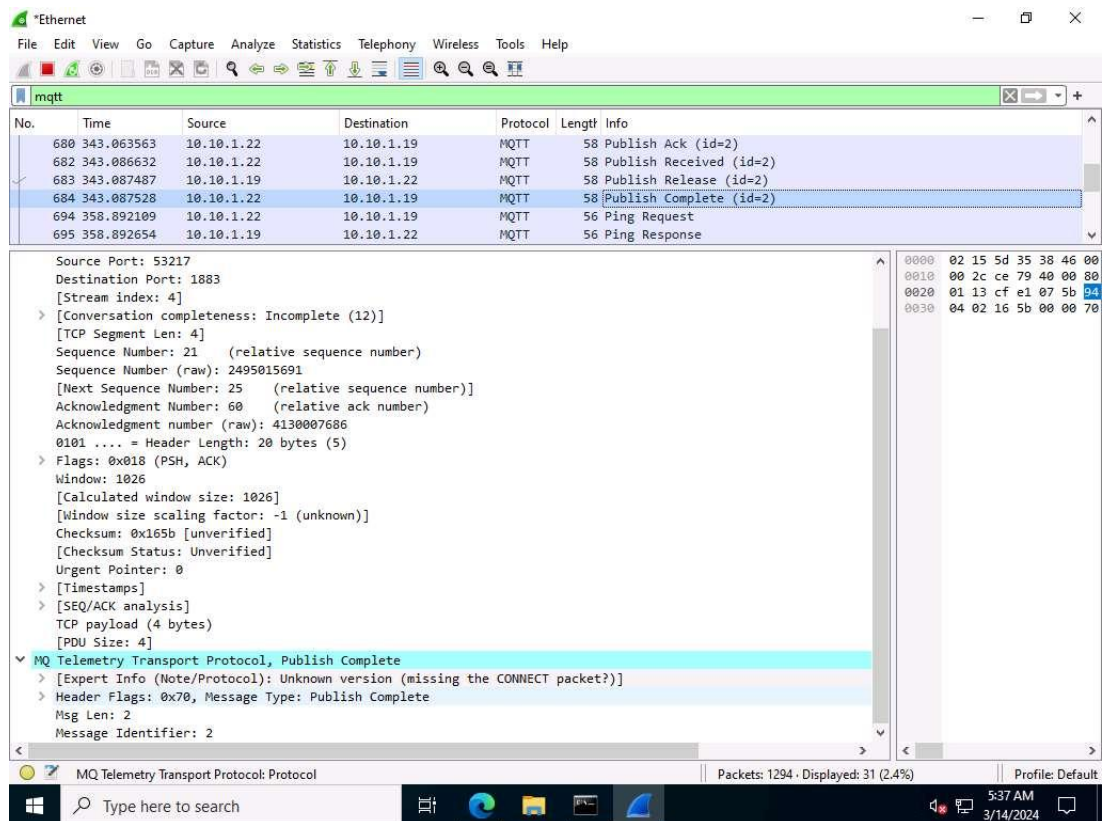 *Ethernet
File Edit View Go Capture Analyze Statistics Telephony Wireless Tools Help
mqtt
No. Time Source Destination Protocol Length Info
680 343.063563 10.10.1.22 10.10.1.19 MQTT 58 Publish Ack (id=2)
682 343.086632 10.10.1.22 10.10.1.19 MQTT 58 Publish Received (id=2)
683 343.087487 10.10.1.19 10.10.1.22 MQTT 58 Publish Release (id=2)
684 343.087528 10.10.1.22 10.10.1.19 MQTT 58 Publish Complete (id=2)
694 358.892109 10.10.1.22 10.10.1.19 MQTT 56 Ping Request
695 358.892654 10.10.1.19 10.10.1.22 MQTT 56 Ping Response
Source Port: 53217
Destination Port: 1883
[Stream index: 4]
[Conversation completeness: Incomplete (12)]
[TCP Segment Len: 4]
Sequence Number: 21 (relative sequence number)
Sequence Number (raw): 2495015691
[Next Sequence Number: 25 (relative sequence number)]
Acknowledgment Number: 60 (relative ack number)
Acknowledgment number (raw): 4130007686
0101 .... = Header Length: 20 bytes (5)
Flags: 0x018 (PSH, ACK)
Window: 1026
[Calculated window size: 1026]
[Window size scaling factor: -1 (unknown)]
Checksum: 0x165b [unverified]
[Checksum Status: Unverified]
Urgent Pointer: 0
[Timestamps]
[SEQ/ACK analysis]
TCP payload (4 bytes)
[PDU Size: 4]
MQ Telemetry Transport Protocol, Publish Complete
[Expert Info (Note/Protocol): Unknown version (missing the CONNECT packet?)]
Header Flags: 0x70, Message Type: Publish Complete
Msg Len: 2
Message Identifier: 2
0000 02 15 5d 35 38 46 00
0010 00 2c ce 79 40 00 80
0020 01 13 cf e1 07 5b 94
0030 04 02 16 5b 00 00 70
MQ Telemetry Transport Protocol: Protocol
Packets: 1294 · Displayed: 31 (2.4%)
Profile: Default
Type here to search
5:37 AM
3/14/2024